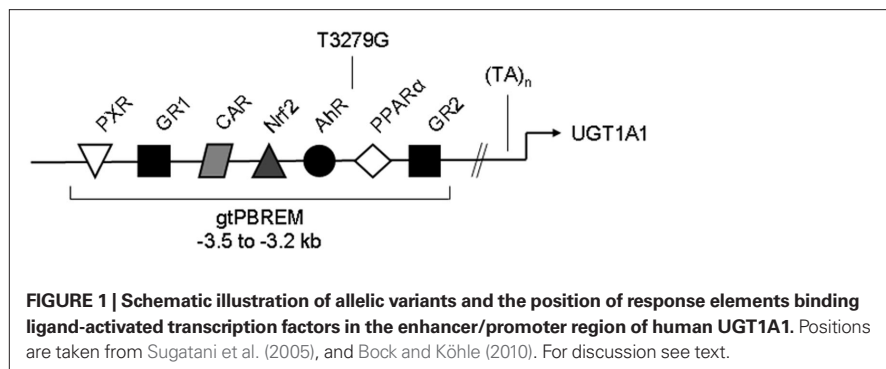 T3279G
(TA)n
PXR
GR1
CAR
Nrf2
AhR
PPARα
GR2
UGT1A1
gtPBREM
-3.5 to -3.2 kb
FIGURE 1 | Schematic illustration of allelic variants and the position of response elements binding
ligand-activated transcription factors in the enhancer/promoter region of human UGT1A1. Positions
are taken from Sugatani et al. (2005), and Bock and Köhle (2010). For discussion see text.